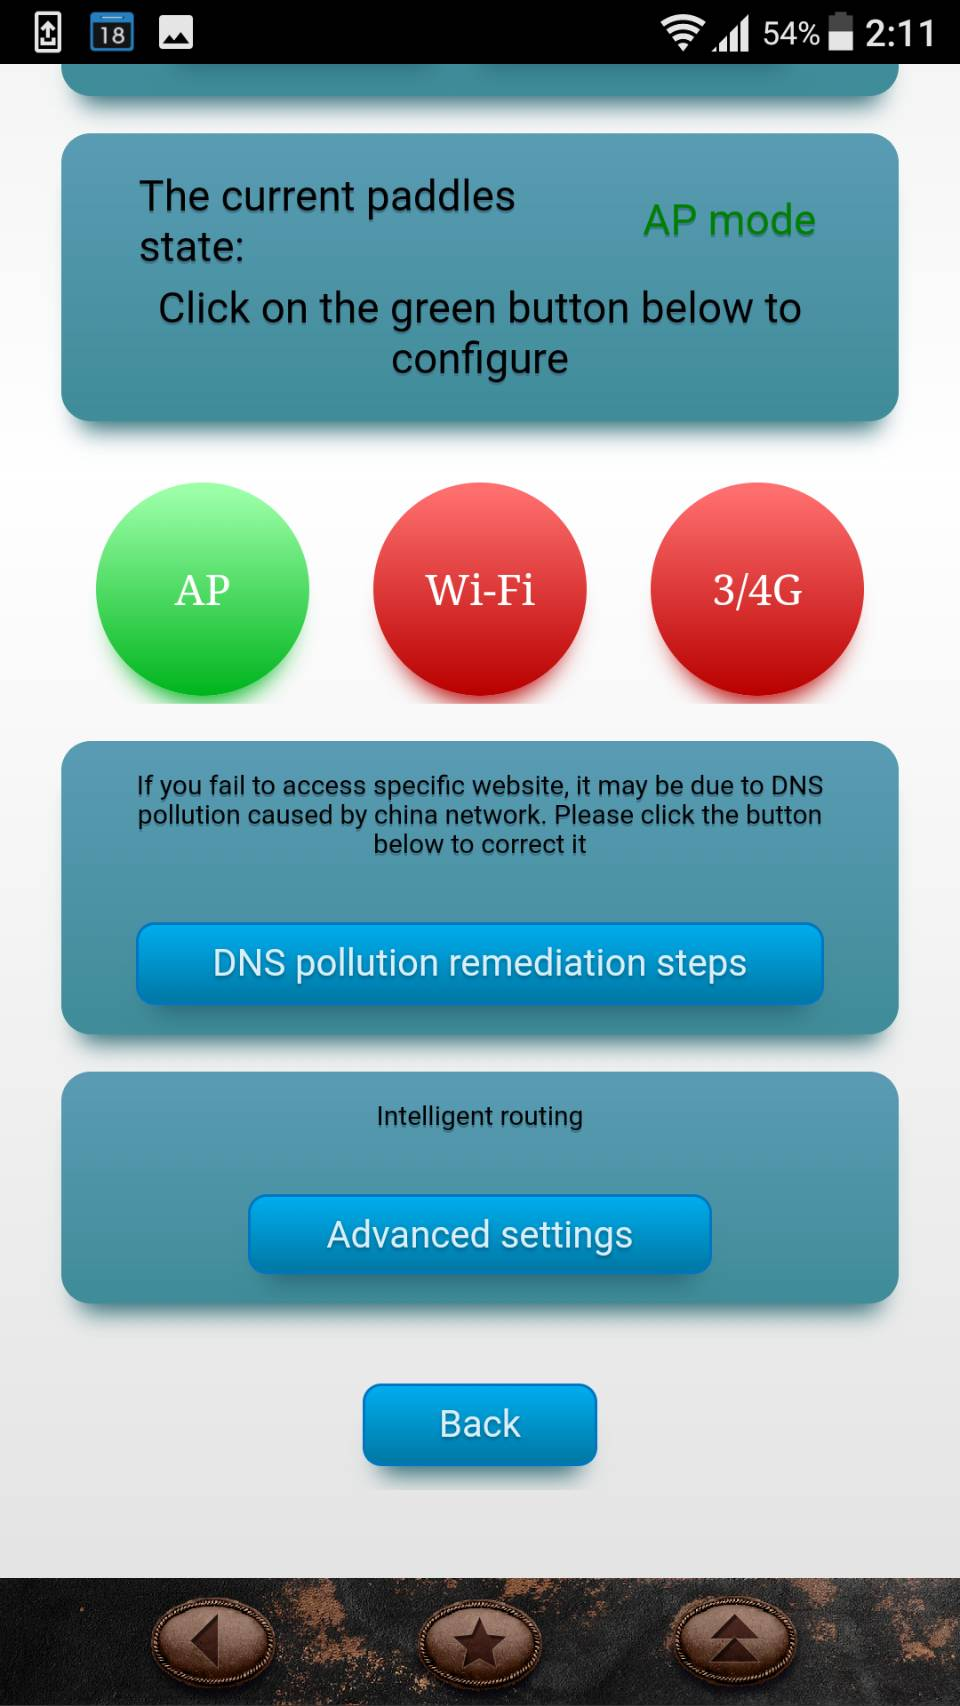 18
54%
2:11
The current paddles
state:
AP mode
Click on the green button below to
configure
AP
Wi-Fi
3/4G
If you fail to access specific website, it may be due to DNS
pollution caused by china network. Please click the button
below to correct it
DNS pollution remediation steps
Intelligent routing
Advanced settings
Back